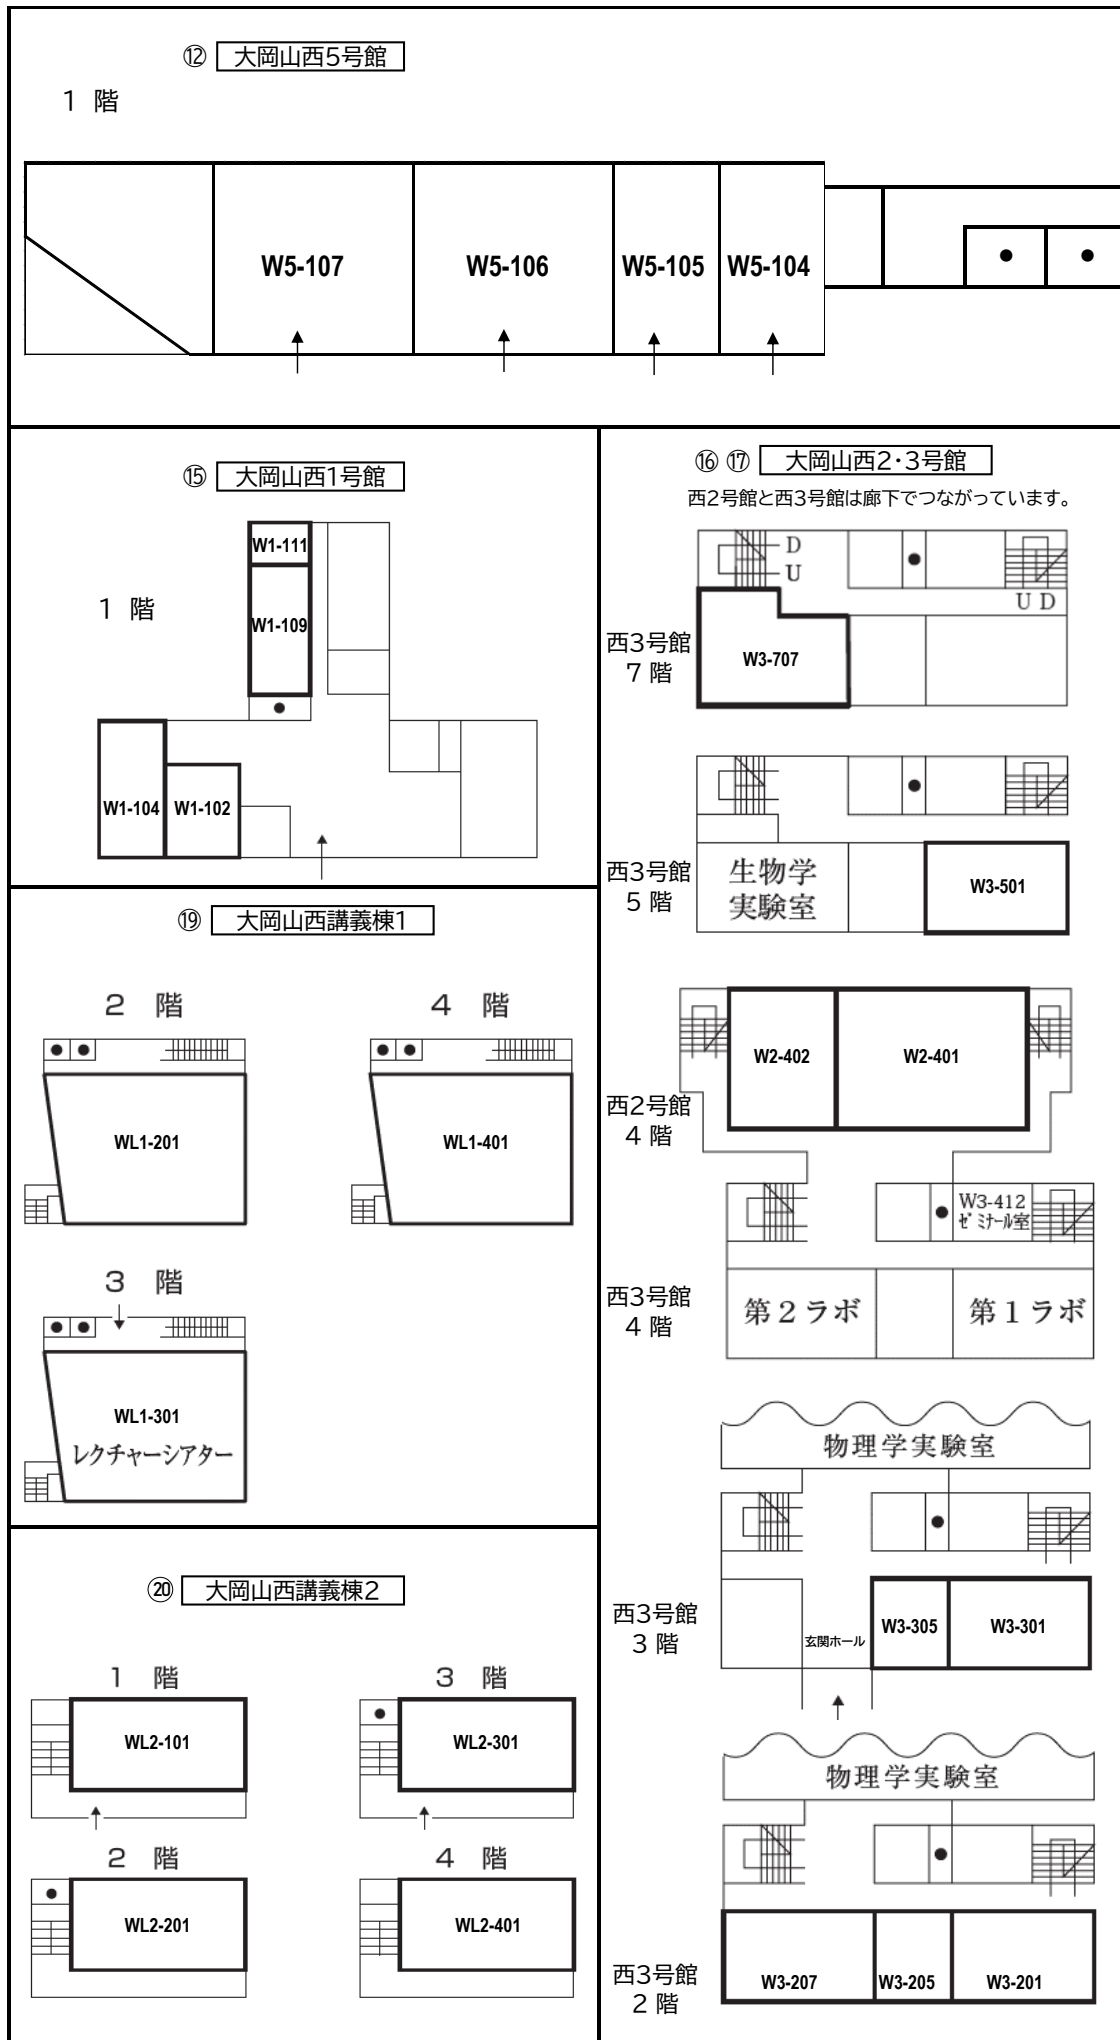 ⑫ 大岡山西5号館
1 階
W5-107
W5-106
W5-105
W5-104
⑮ 大岡山西1号館
1 階
W1-111
W1-109
W1-104
W1-102
⑲ 大岡山西講義棟1
2 階
WL1-201
4 階
WL1-401
3 階
WL1-301
レクチャーシアター
⑳ 大岡山西講義棟2
1 階
WL2-101
3 階
WL2-301
2 階
WL2-201
4 階
WL2-401
⑯ ⑰ 大岡山西2・3号館
西2号館と西3号館は廊下でつながっています。
D
U
U D
西3号館
7 階
W3-707
西3号館
5 階
生物学
実験室
W3-501
W2-402
W2-401
西2号館
4 階
W3-412
ゼミナール室
西3号館
4 階
第2ラボ
第1ラボ
物理学実験室
西3号館
3 階
玄関ホール
W3-305
W3-301
物理学実験室
西3号館
2 階
W3-207
W3-205
W3-201